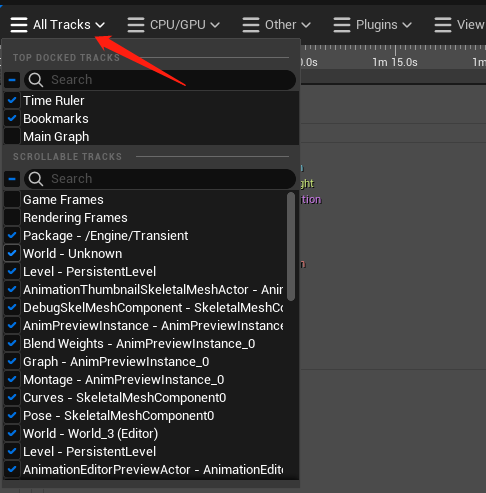 All Tracks CPU/GPU Other Plugins View
TOP DOCKED TRACKS
0.0s 1m 15.0s
Search
Time Ruler
Bookmarks
Main Graph
SCROLLABLE TRACKS
Search
ght
Game Frames
tion
Rendering Frames
Package - /Engine/Transient
World - Unknown
Level - PersistentLevel
AnimationThumbnailSkeletalMeshActor - Ani
DebugSkelMeshComponent - SkeletalMeshCo
AnimPreviewInstance - AnimPreviewInstance
Blend Weights - AnimPreviewInstance_0
Graph - AnimPreviewInstance_0
Montage - AnimPreviewInstance_0
Curves - SkeletalMeshComponent0
Pose - SkeletalMeshComponent0
World - World_3 (Editor)
Level - PersistentLevel
AnimationEditorPreviewActor - AnimationEdit